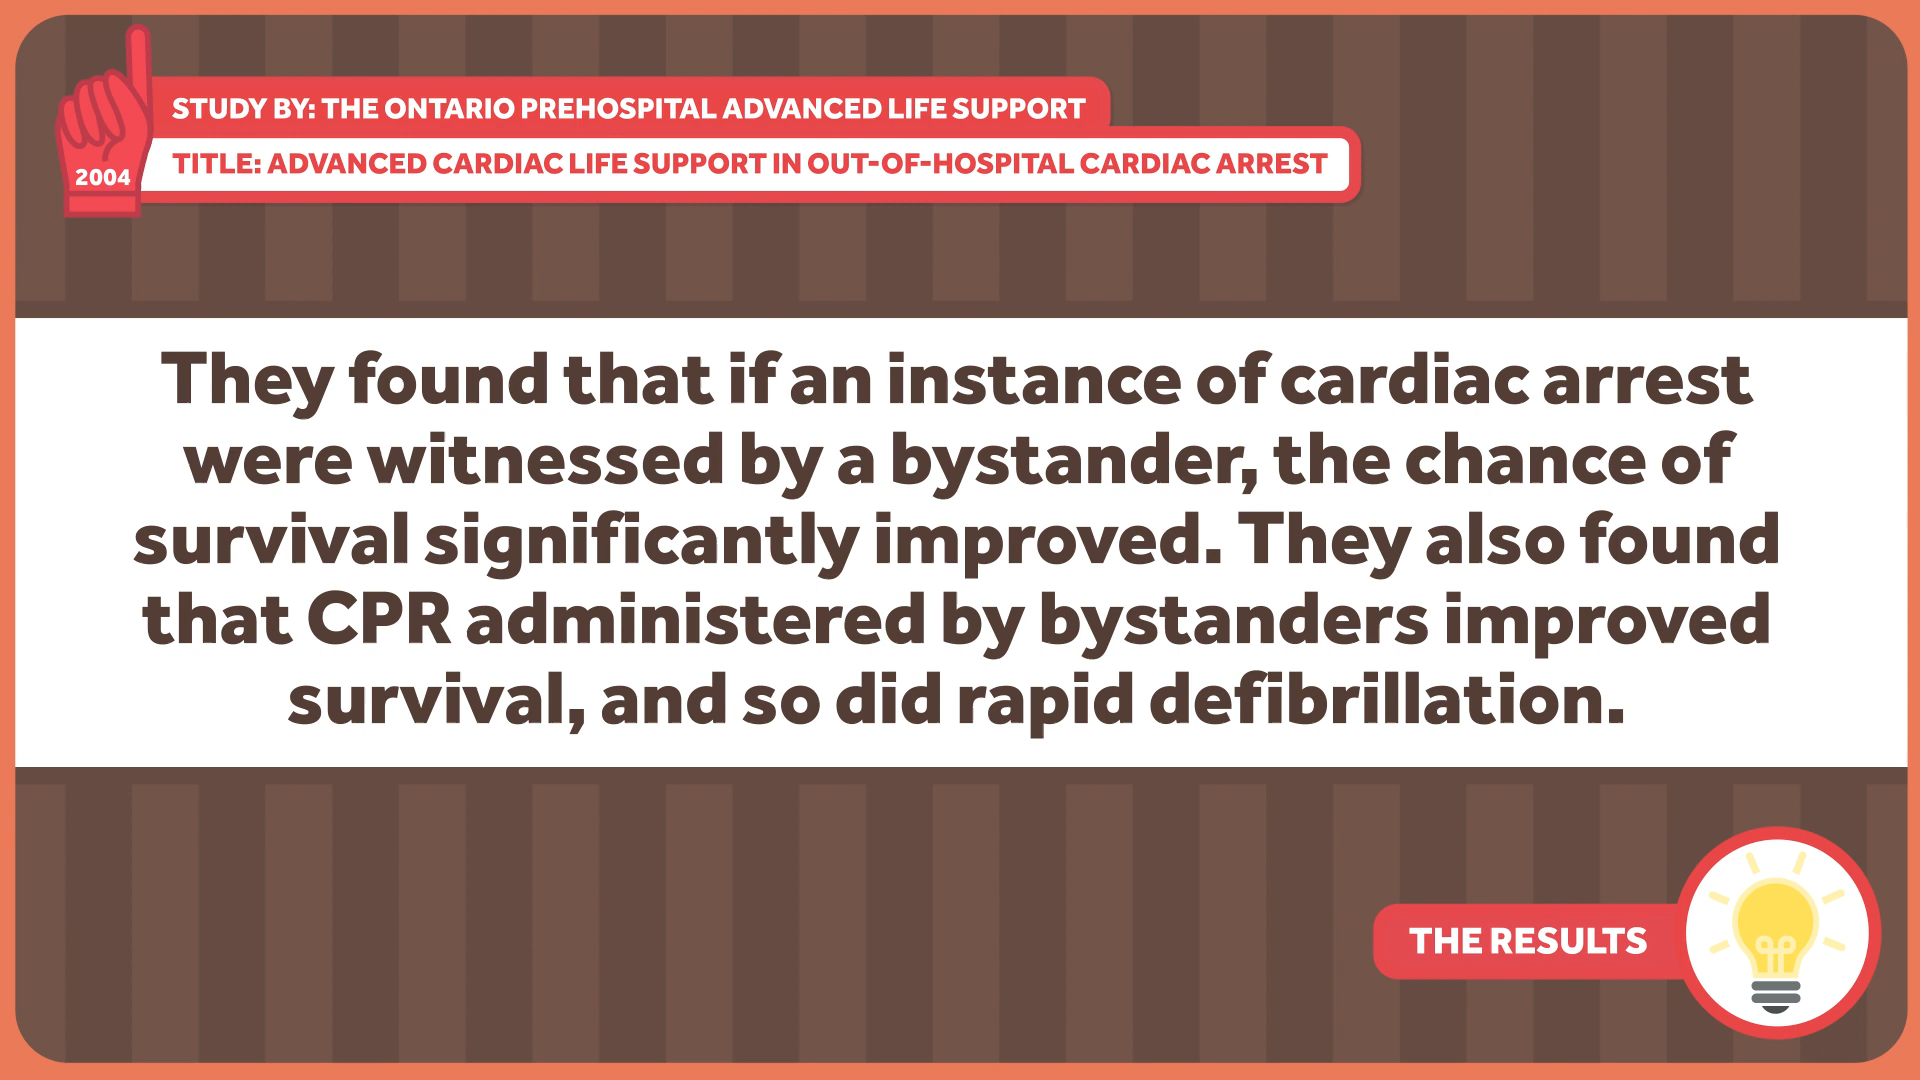 STUDY BY: THE ONTARIO PREHOSPITAL ADVANCED LIFE SUPPORT
TITLE: ADVANCED CARDIAC LIFE SUPPORT IN OUT-OF-HOSPITAL CARDIAC ARREST
2004
They found that if an instance of cardiac arrest
were witnessed by a bystander, the chance of
survival significantly improved. They also found
that CPR administered by bystanders improved
survival, and so did rapid defibrillation.
THE RESULTS